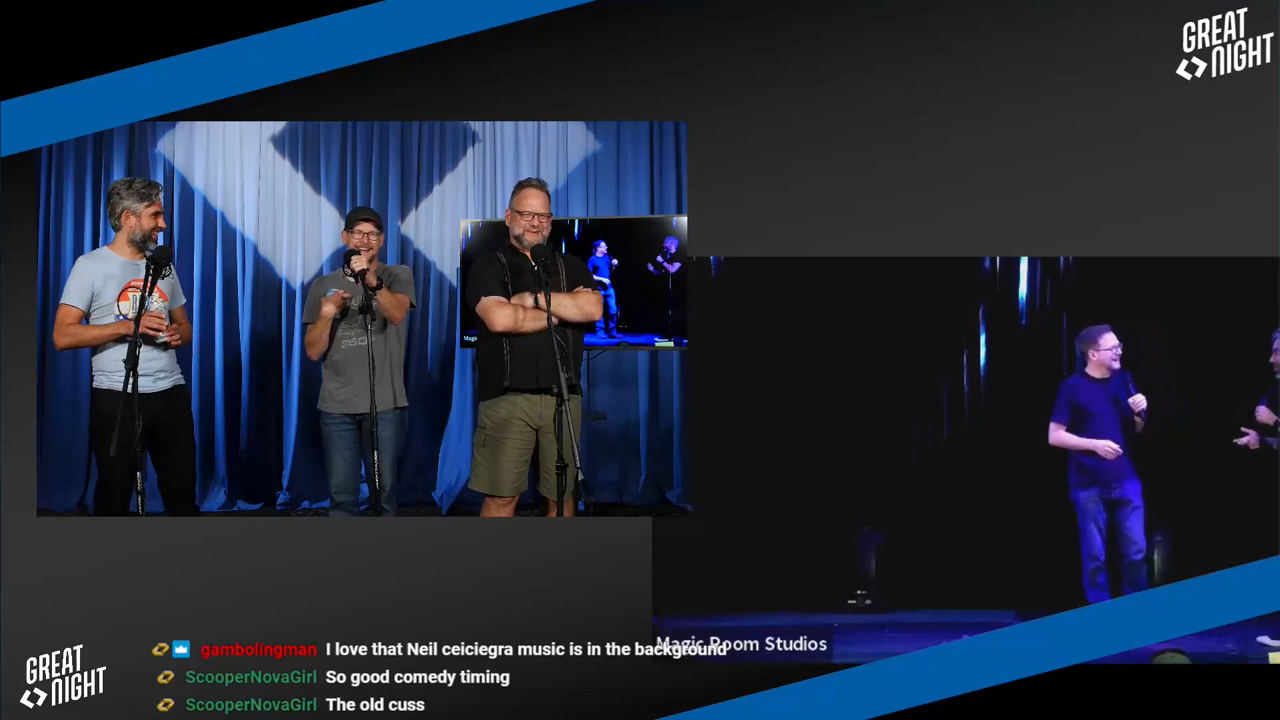 GREAT
NIGHT
Magic Room Studios
GREAT
NIGHT
gambolingman I love that Neil ceiciegra music is in the background
ScooperNovaGirl So good comedy timing
ScooperNovaGirl The old cuss